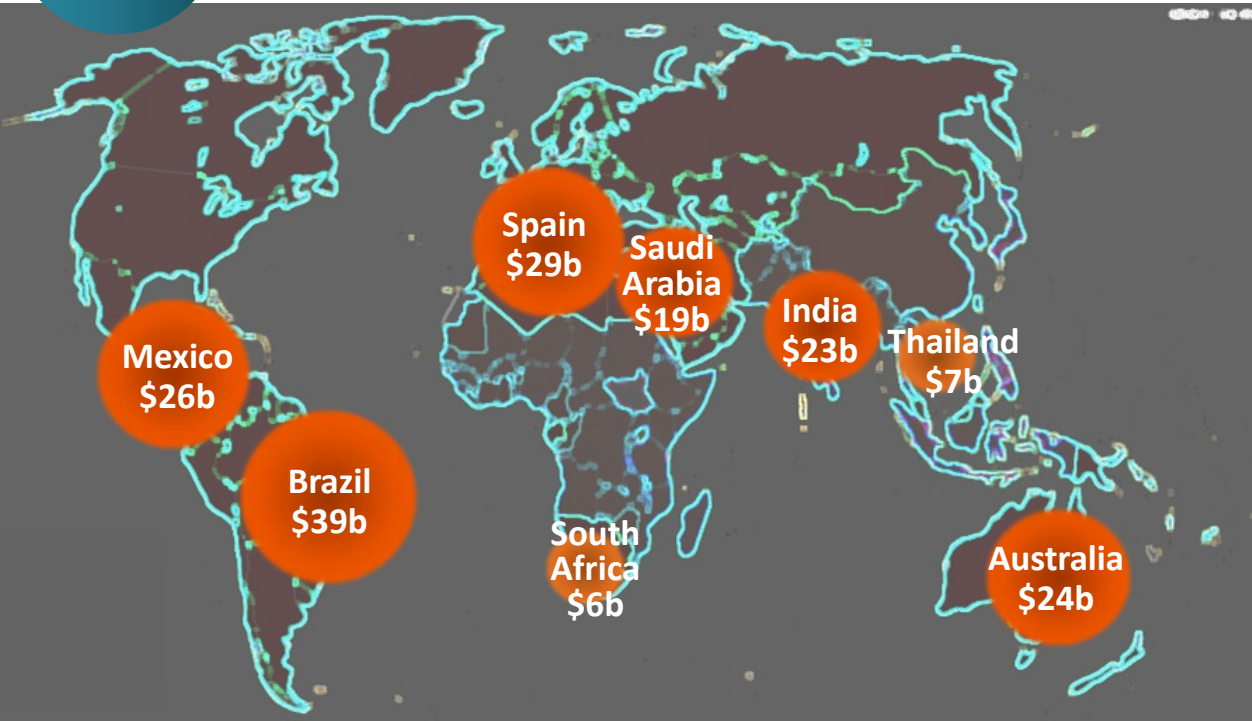 Spain
$29b
Saudi
Arabia
$19b
India
$23b
Thailand
$7b
Mexico
$26b
Brazil
$39b
South
Africa
$6b
Australia
$24b